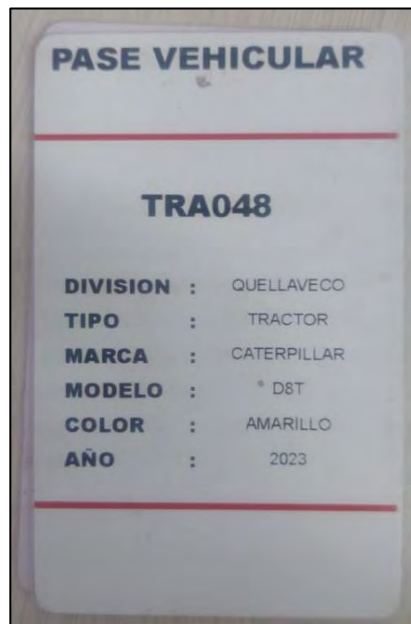 PASE VEHICULAR
TRA048
DIVISION : QUELLAVECO
TIPO : TRACTOR
MARCA : CATERPILLAR
MODELO : D8T
COLOR : AMARILLO
AÑO : 2023